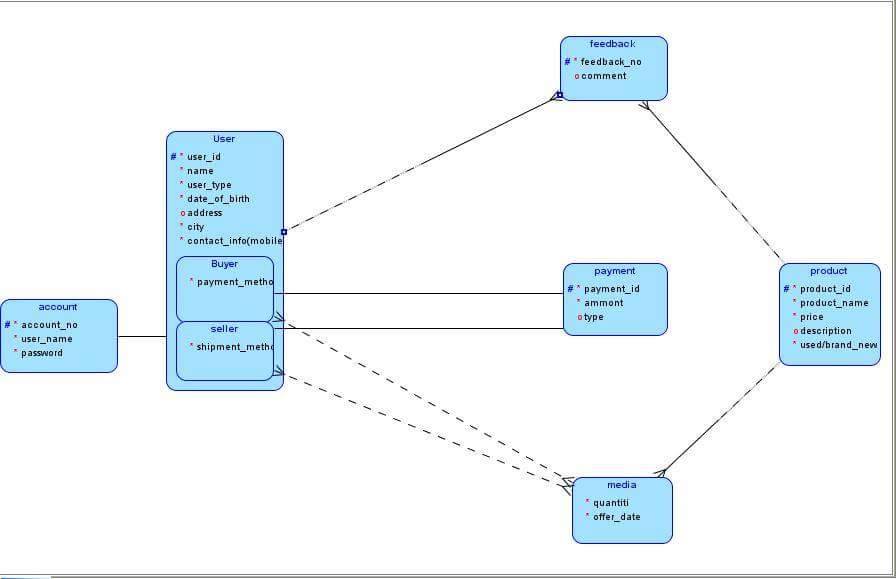 feedback
# * feedback_no
o comment
User
# * user_id
* name
* user_type
* date_of_birth
o address
* city
* contact_info(mobile
Buyer
* payment_metho
seller
* shipment_metho
account
# * account_no
* user_name
* password
payment
# * payment_id
* ammont
o type
product
# * product_id
* product_name
* price
o description
* used/brand_new
media
* quantiti
* offer_date